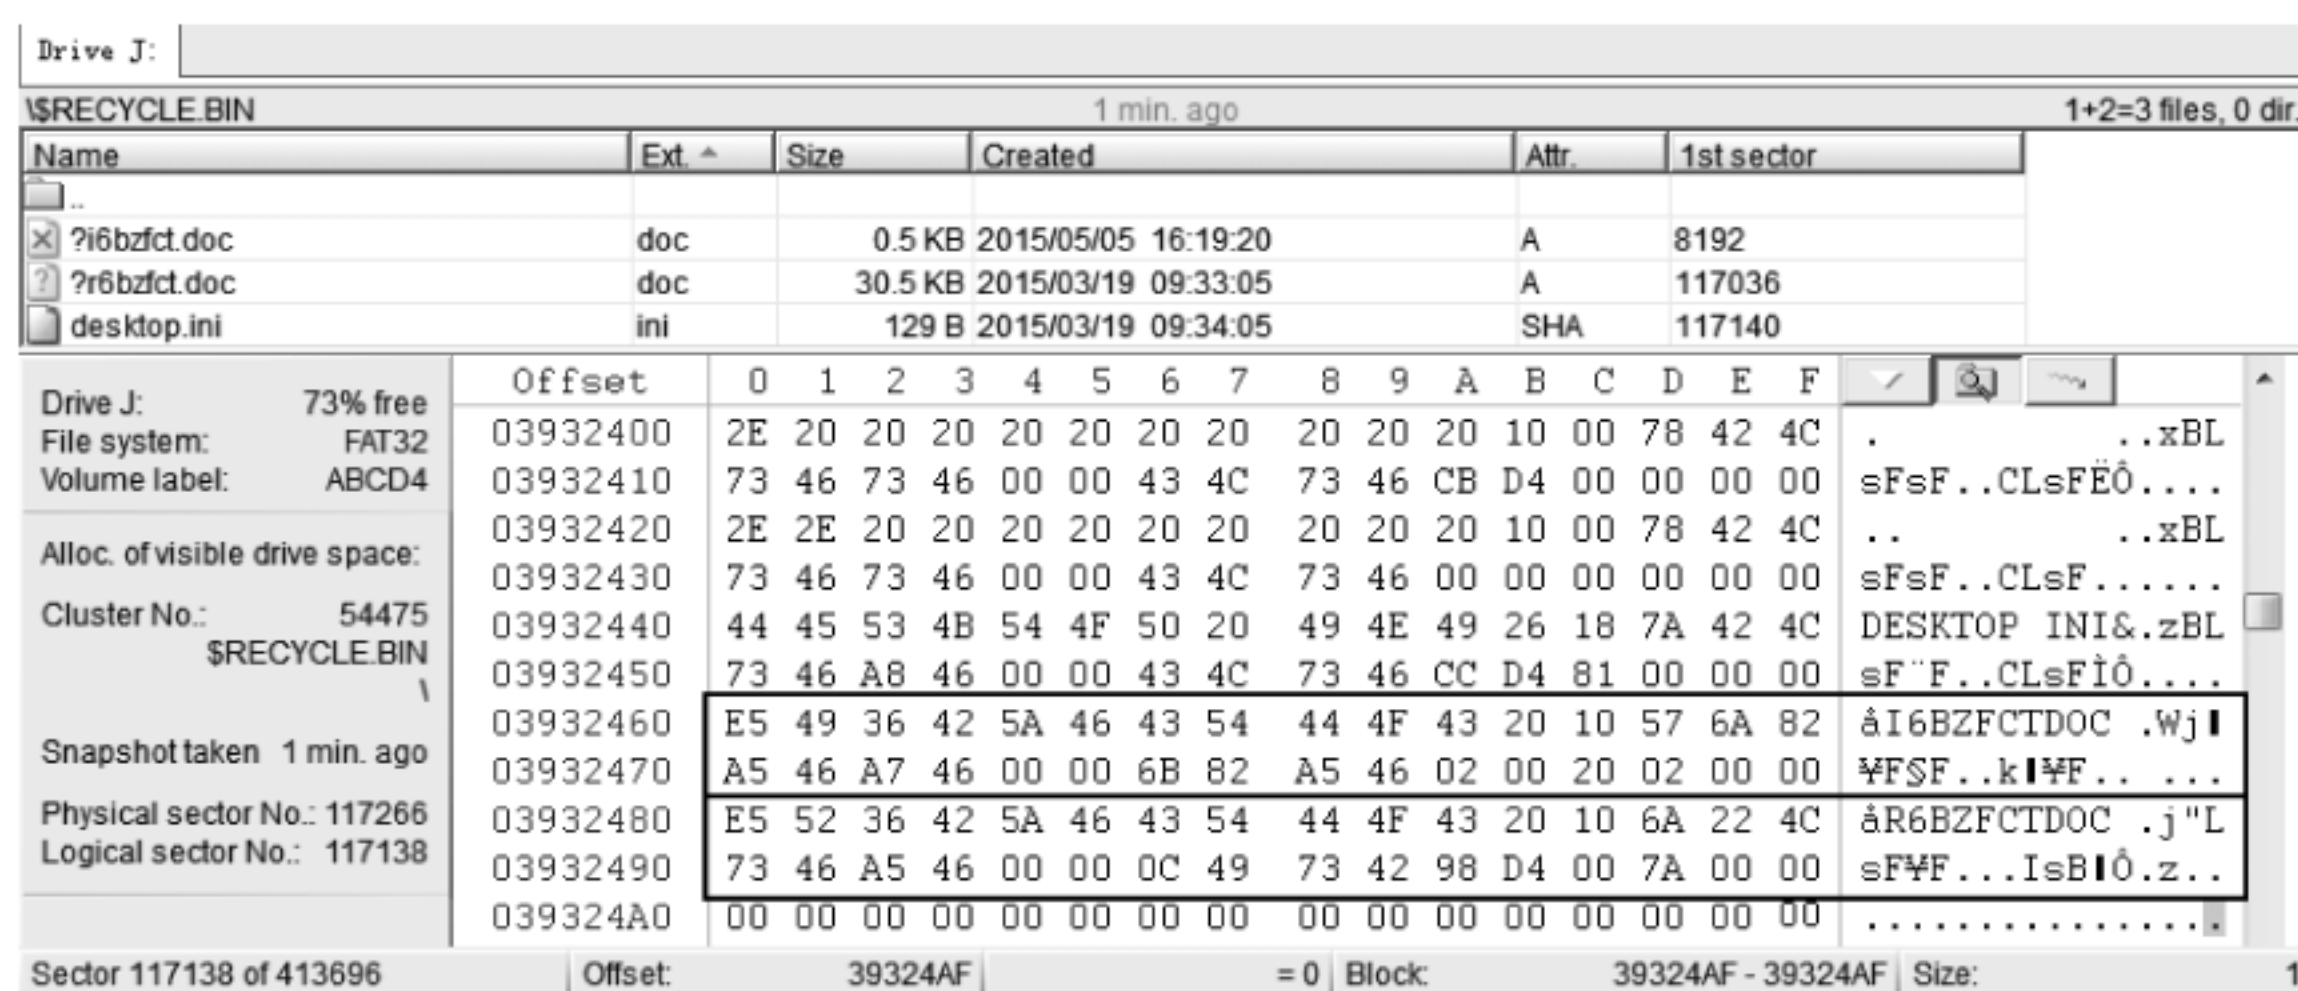 Drive J:
\$RECYCLE.BIN 1 min. ago 1+2=3 files, 0 dir.
Name Ext. Size Created Attr. 1st sector
..
?i6bzfct.doc doc 0.5 KB 2015/05/05 16:19:20 A 8192
?r6bzfct.doc doc 30.5 KB 2015/03/19 09:33:05 A 117036
desktop.ini ini 129 B 2015/03/19 09:34:05 SHA 117140
Drive J: 73% free
File system: FAT32
Volume label: ABCD4
Alloc. of visible drive space:
Cluster No.: 54475
$RECYCLE.BIN
\
Snapshot taken 1 min. ago
Physical sector No.: 117266
Logical sector No.: 117138
Offset 0 1 2 3 4 5 6 7 8 9 A B C D E F
03932400 2E 20 20 20 20 20 20 20 20 20 20 10 00 78 42 4C . ..xBL
03932410 73 46 73 46 00 00 43 4C 73 46 CB D4 00 00 00 00 sFsF..CLsFËÔ....
03932420 2E 2E 20 20 20 20 20 20 20 20 20 10 00 78 42 4C .. ..xBL
03932430 73 46 73 46 00 00 43 4C 73 46 00 00 00 00 00 00 sFsF..CLsF......
03932440 44 45 53 4B 54 4F 50 20 49 4E 49 26 18 7A 42 4C DESKTOP INI&.zBL
03932450 73 46 A8 46 00 00 43 4C 73 46 CC D4 81 00 00 00 sF¨F..CLsFÌÔ....
03932460 E5 49 36 42 5A 46 43 54 44 4F 43 20 10 57 6A 82 åI6BZFCTDOC .Wj▮
03932470 A5 46 A7 46 00 00 6B 82 A5 46 02 00 20 02 00 00 ¥F§F..k▮¥F.. ...
03932480 E5 52 36 42 5A 46 43 54 44 4F 43 20 10 6A 22 4C åR6BZFCTDOC .j"L
03932490 73 46 A5 46 00 00 0C 49 73 42 98 D4 00 7A 00 00 sF¥F...IsB▮Ô.z..
039324A0 00 00 00 00 00 00 00 00 00 00 00 00 00 00 00 00 ................
Sector 117138 of 413696 Offset: 39324AF = 0 Block: 39324AF - 39324AF Size: 1